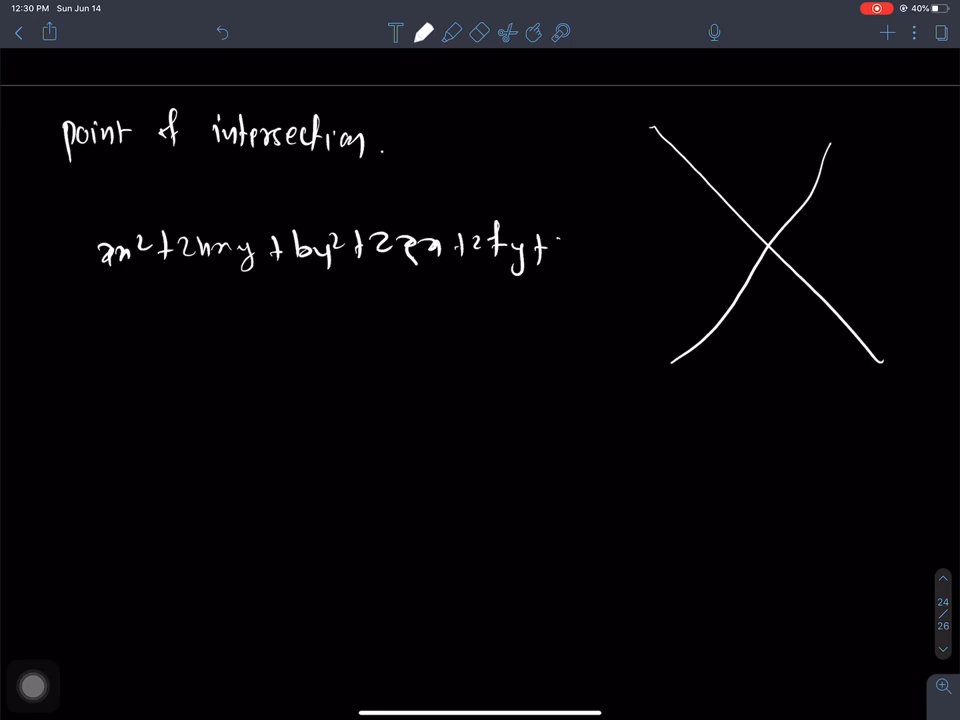 12:30 PM Sun Jun 14
40%
point of intersection.
ax²+2hxy+by²+2gx+2fy+
24
/
26